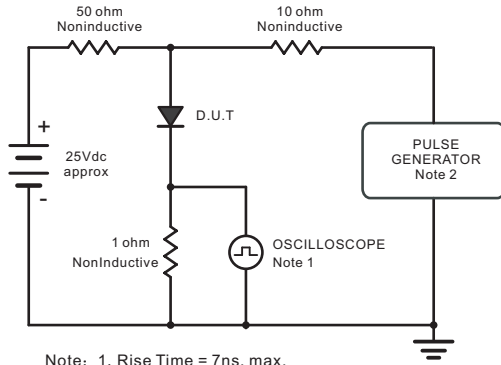 50 ohm
Noninductive
10 ohm
Noninductive
D.U.T
+
25Vdc
approx
-
PULSE
GENERATOR
Note 2
1 ohm
NonInductive
OSCILLOSCOPE
Note 1
Note: 1. Rise Time = 7ns, max.